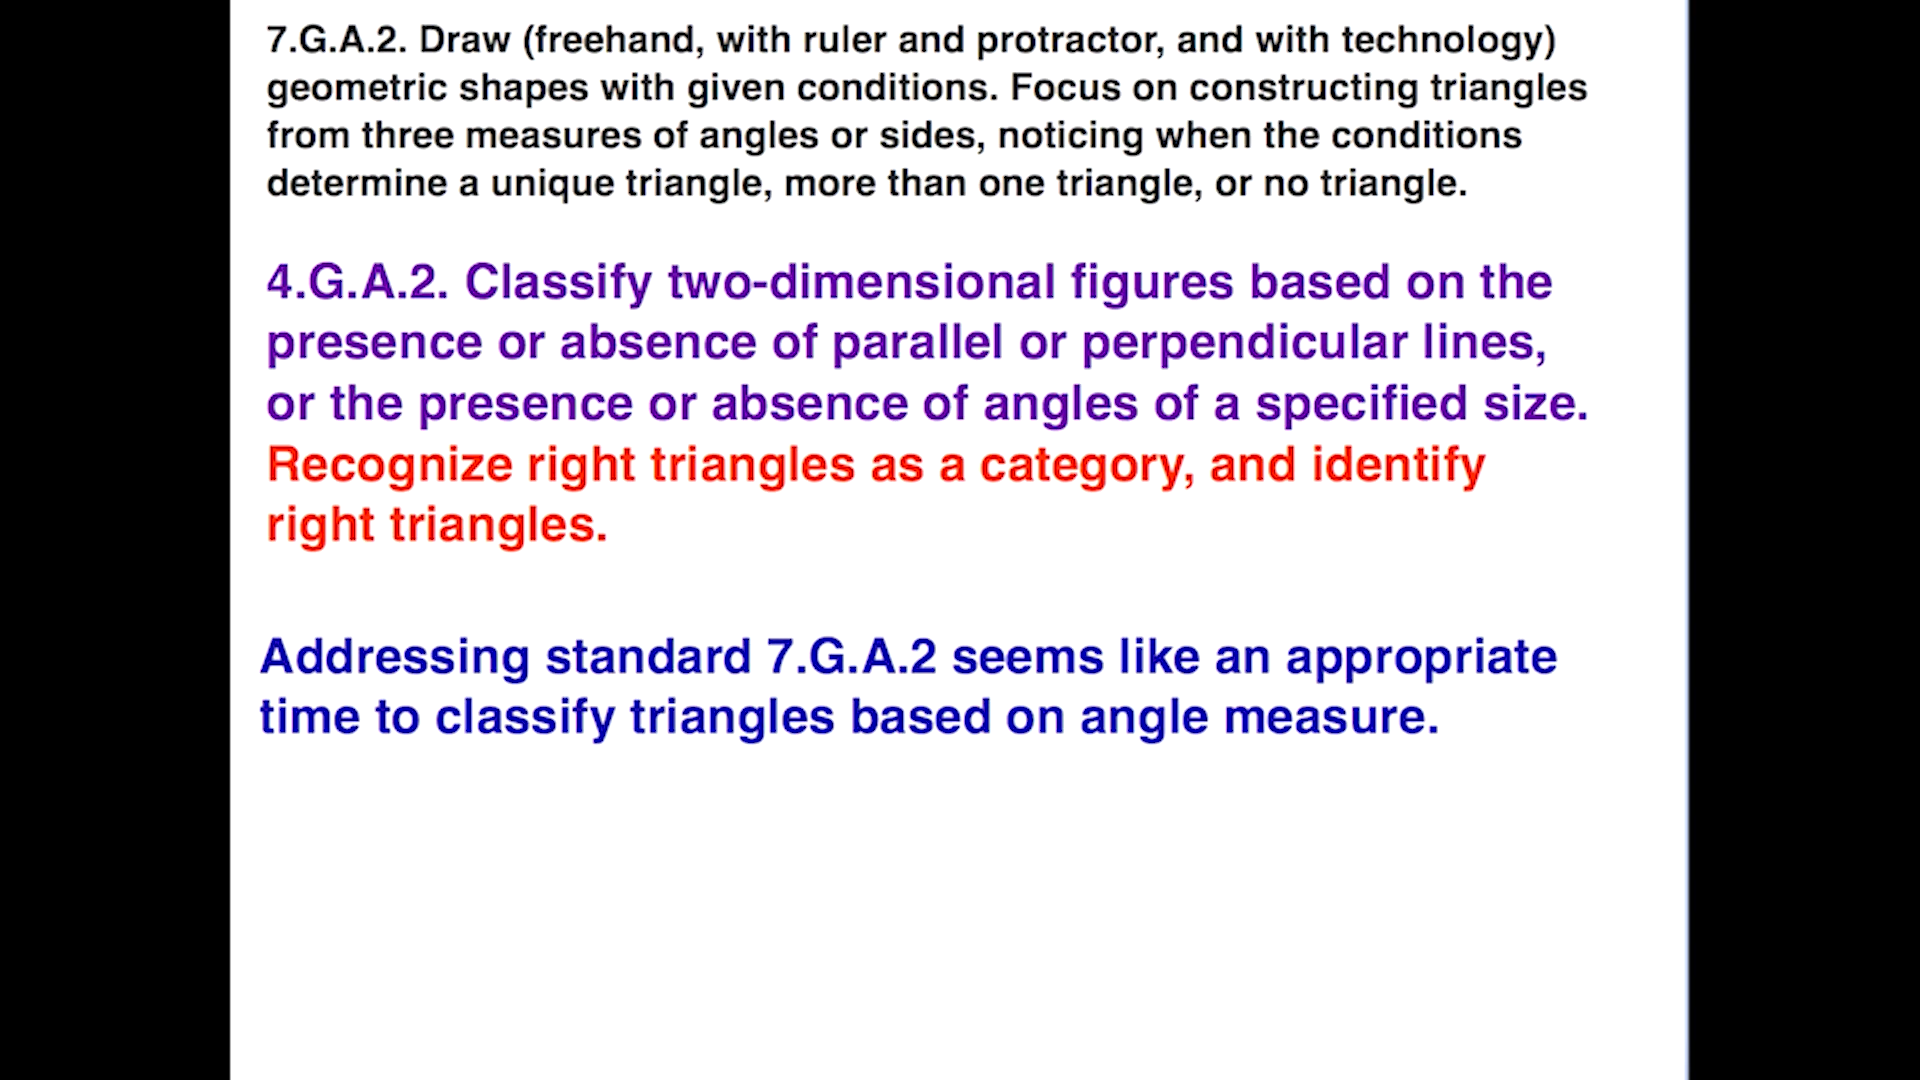 7.G.A.2. Draw (freehand, with ruler and protractor, and with technology)
geometric shapes with given conditions. Focus on constructing triangles
from three measures of angles or sides, noticing when the conditions
determine a unique triangle, more than one triangle, or no triangle.
4.G.A.2. Classify two-dimensional figures based on the
presence or absence of parallel or perpendicular lines,
or the presence or absence of angles of a specified size.
Recognize right triangles as a category, and identify
right triangles.
Addressing standard 7.G.A.2 seems like an appropriate
time to classify triangles based on angle measure.